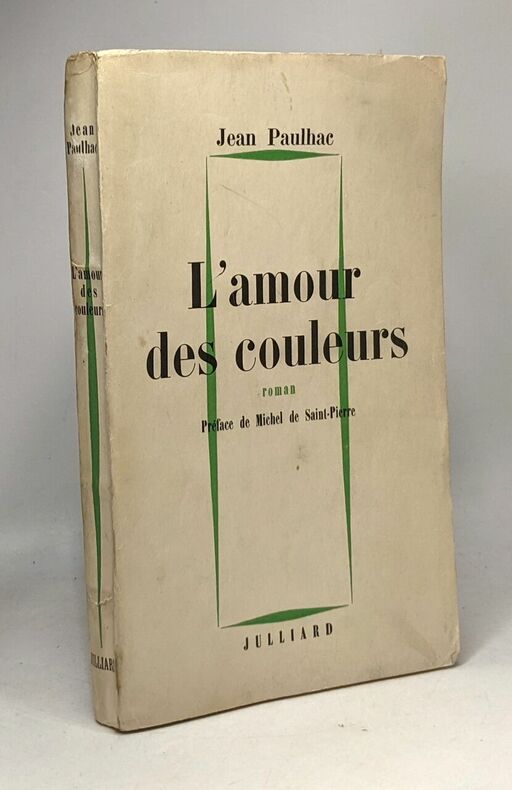 Jean
Paulhac
L'amour
des
couleurs
JULLIARD
Jean Paulhac
L'amour
des couleurs
roman
Préface de Michel de Saint-Pierre
JULLIARD